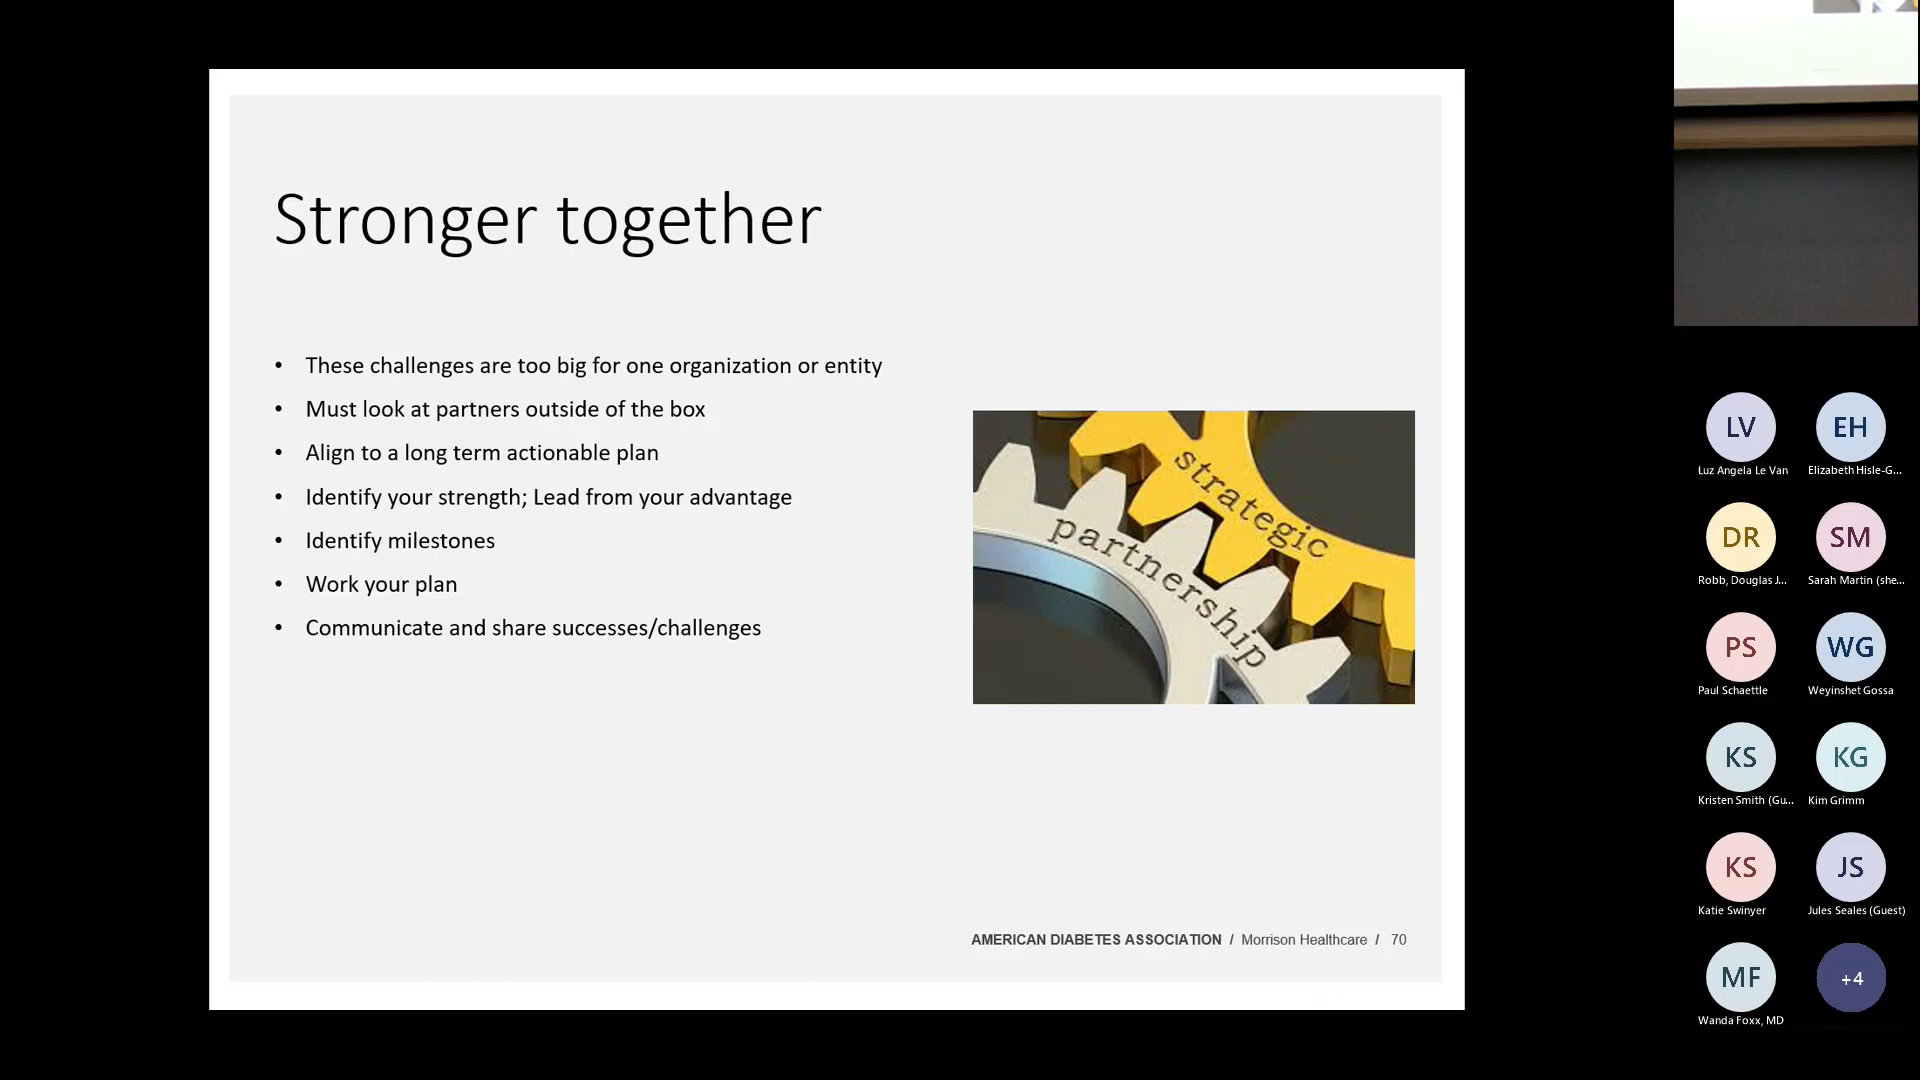 Stronger together
• These challenges are too big for one organization or entity
• Must look at partners outside of the box
• Align to a long term actionable plan
• Identify your strength; Lead from your advantage
• Identify milestones
• Work your plan
• Communicate and share successes/challenges
strategic
partnership
AMERICAN DIABETES ASSOCIATION / Morrison Healthcare / 70
LV
Luz Angela Le Van
EH
Elizabeth Hisle-G...
DR
Robb, Douglas J...
SM
Sarah Martin (she...
PS
Paul Schaettle
WG
Weyinshet Gossa
KS
Kristen Smith (Gu...
KG
Kim Grimm
KS
Katie Swinyer
JS
Jules Seales (Guest)
MF
Wanda Foxx, MD
+4